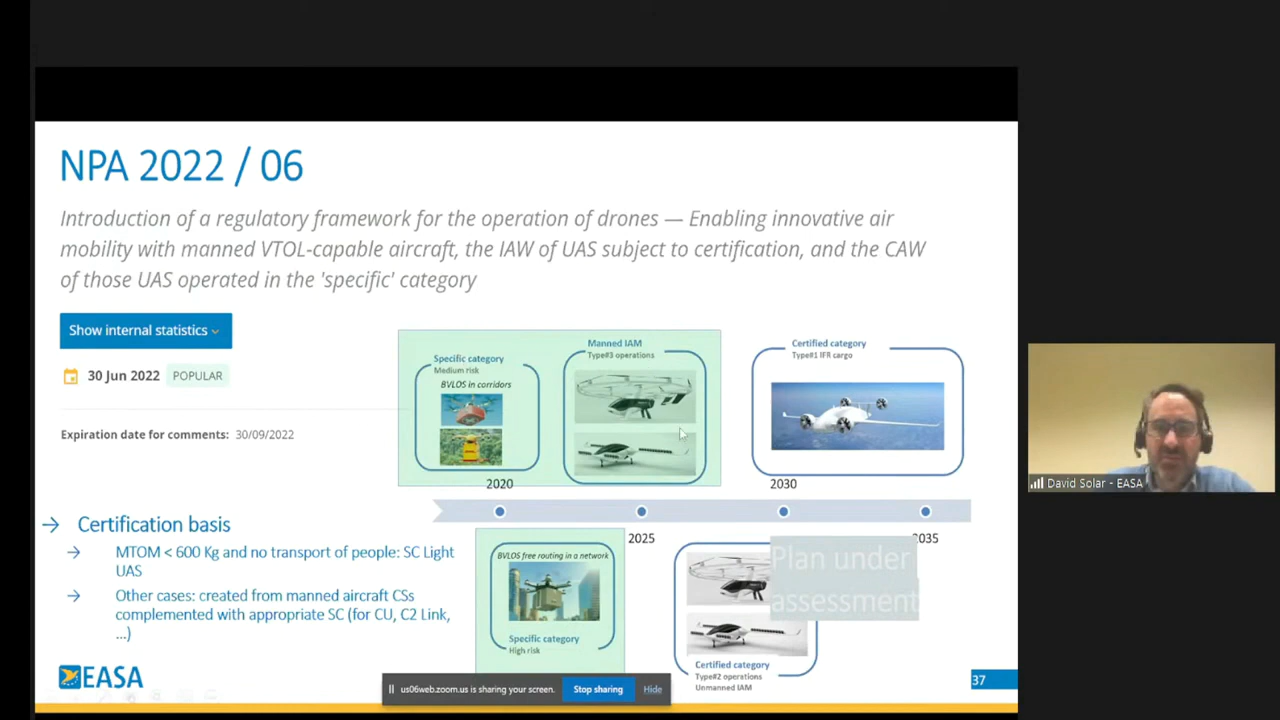 NPA 2022 / 06
Introduction of a regulatory framework for the operation of drones — Enabling innovative air
mobility with manned VTOL-capable aircraft, the IAW of UAS subject to certification, and the CAW
of those UAS operated in the 'specific' category
Show internal statistics
30 Jun 2022 POPULAR
Expiration date for comments: 30/09/2022
Specific category
Medium risk
BVLOS in corridors
Manned IAM
Type#3 operations
Certified category
Type#1 IFR cargo
2020
2030
2025
2035
Certification basis
MTOM < 600 Kg and no transport of people: SC Light
UAS
Other cases: created from manned aircraft CSs
complemented with appropriate SC (for CU, C2 Link,
...)
BVLOS free routing in a network
Specific category
High risk
Plan under
assessment
Certified category
Type#2 operations
Unmanned IAM
EASA
us06web.zoom.us is sharing your screen.
Stop sharing
Hide
37
David Solar - EASA